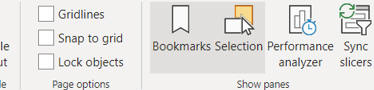 Gridlines
Snap to grid
Lock objects
Page options
Bookmarks
Selection
Performance
analyzer
Sync
slicers
Show panes